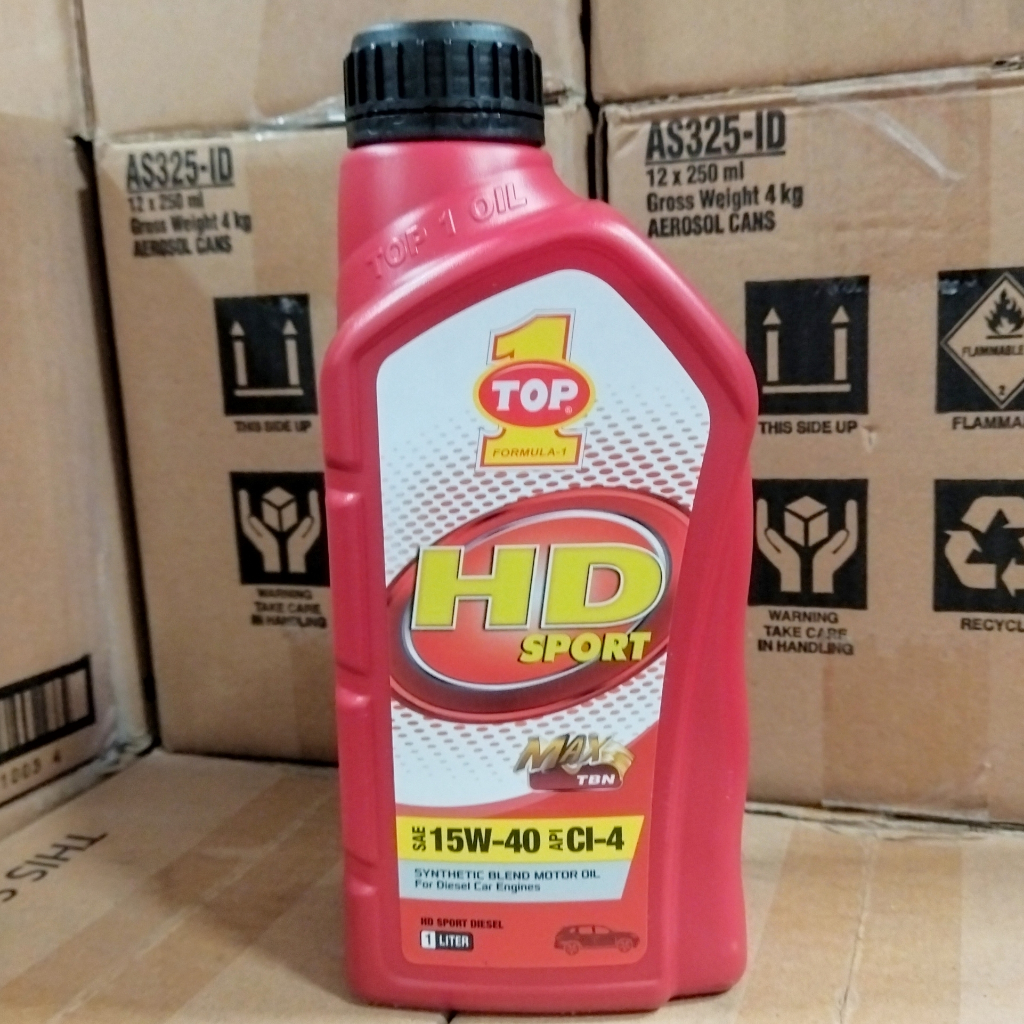 AS325-ID
12 x 250 ml
Gross Weight 4 kg
AEROSOL CANS
THIS SIDE UP
WARNING
TAKE CARE
IN HANDLING
AS325-ID
12 x 250 ml
Gross Weight 4 kg
AEROSOL CANS
THIS SIDE UP
FLAMMABLE
2
FLAMMA
WARNING
TAKE CARE
IN HANDLING
RECYCL
1003 4
THIS S
TOP 1 OIL
1
TOP®
FORMULA-1
HD
SPORT
MAX
TBN
SAE 15W-40 API CI-4
SYNTHETIC BLEND MOTOR OIL
For Diesel Car Engines
HD SPORT DIESEL
1 LITER